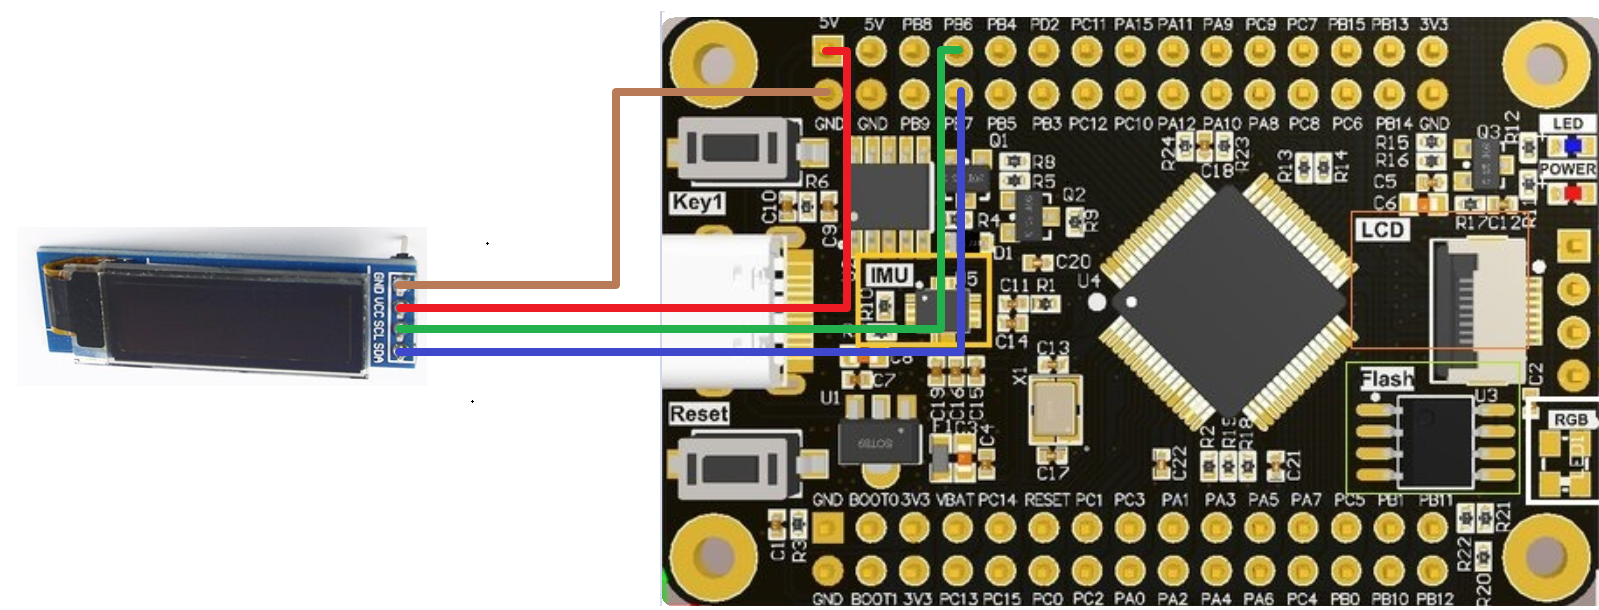 5V 5V PB8 PB6 PB4 PD2 PC11 PA15 PA11 PA9 PC9 PC7 PB15 PB13 3V3
GND GND PB9 PB7 PB5 PB3 PC12 PC10 PA12 PA10 PA8 PC8 PC6 PB14 GND
LED
POWER
Key1
R6
C10
C9
Q1
R8
R5
R4
Q2
R9
D1
R24
C18
R23
R13
R14
R15
R16
C5
C6
Q3
R12
R17
LCD
IMU
R10
C20
C11 R1
C14
U4
GND VCC SCL SDA
C8
C7
U1
SOT89
C19
C16
C15
C3
C4
C13
X1
C17
Reset
Flash
U3
C2
RGB
C22
R2
R19
R18
C21
C1
R3
GND BOOT0 3V3 VBAT PC14 RESET PC1 PC3 PA1 PA3 PA5 PA7 PC5 PB1 PB11
R21
R22
R20
GND BOOT1 3V3 PC13 PC15 PC0 PC2 PA0 PA2 PA4 PA6 PC4 PB0 PB10 PB12